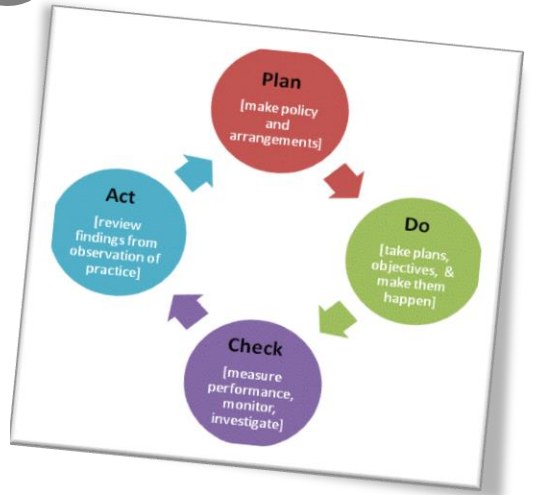 Plan
[make policy
and
arrangements]
Do
[take plans,
objectives, &
make them
happen]
Check
[measure
performance,
monitor,
investigate]
Act
[review
findings from
observation of
practice]